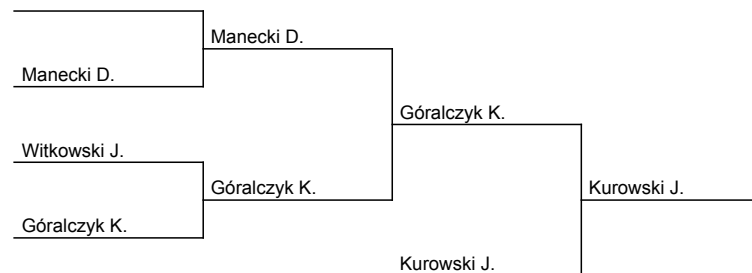 Manecki D.
Manecki D.
Góralczyk K.
Witkowski J.
Góralczyk K.
Kurowski J.
Góralczyk K.
Kurowski J.